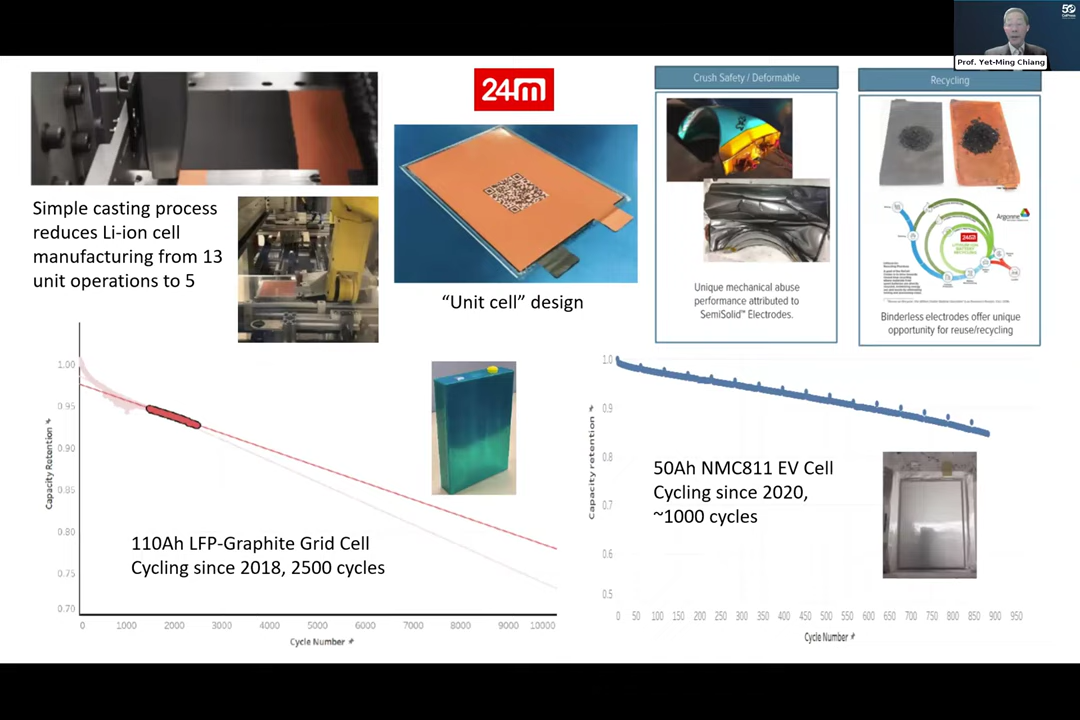 50
Prof. Yet-Ming Chiang
24m
Crush Safety / Deformable
Recycling
Simple casting process
reduces Li-ion cell
manufacturing from 13
unit operations to 5
"Unit cell" design
Unique mechanical abuse
performance attributed to
SemiSolid™ Electrodes.
Argonne
24m
Binderless electrodes offer unique
opportunity for reuse/recycling
1.00
0.95
0.90
0.85
0.80
0.75
0.70
Capacity Retention %
110Ah LFP-Graphite Grid Cell
Cycling since 2018, 2500 cycles
0 1000 2000 3000 4000 5000 6000 7000 8000 9000 10000
Cycle Number #
1.0
0.9
0.8
0.7
0.6
0.5
Capacity retention %
50Ah NMC811 EV Cell
Cycling since 2020,
~1000 cycles
0 50 100 150 200 250 300 350 400 450 500 550 600 650 700 750 800 850 900 950
Cycle Number #